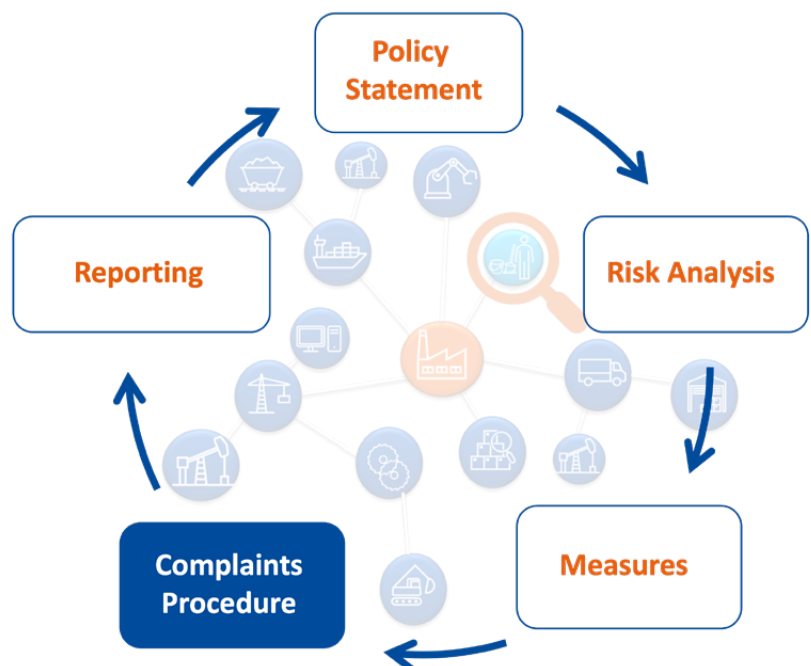 Policy
Statement
Reporting
Risk Analysis
Complaints
Procedure
Measures